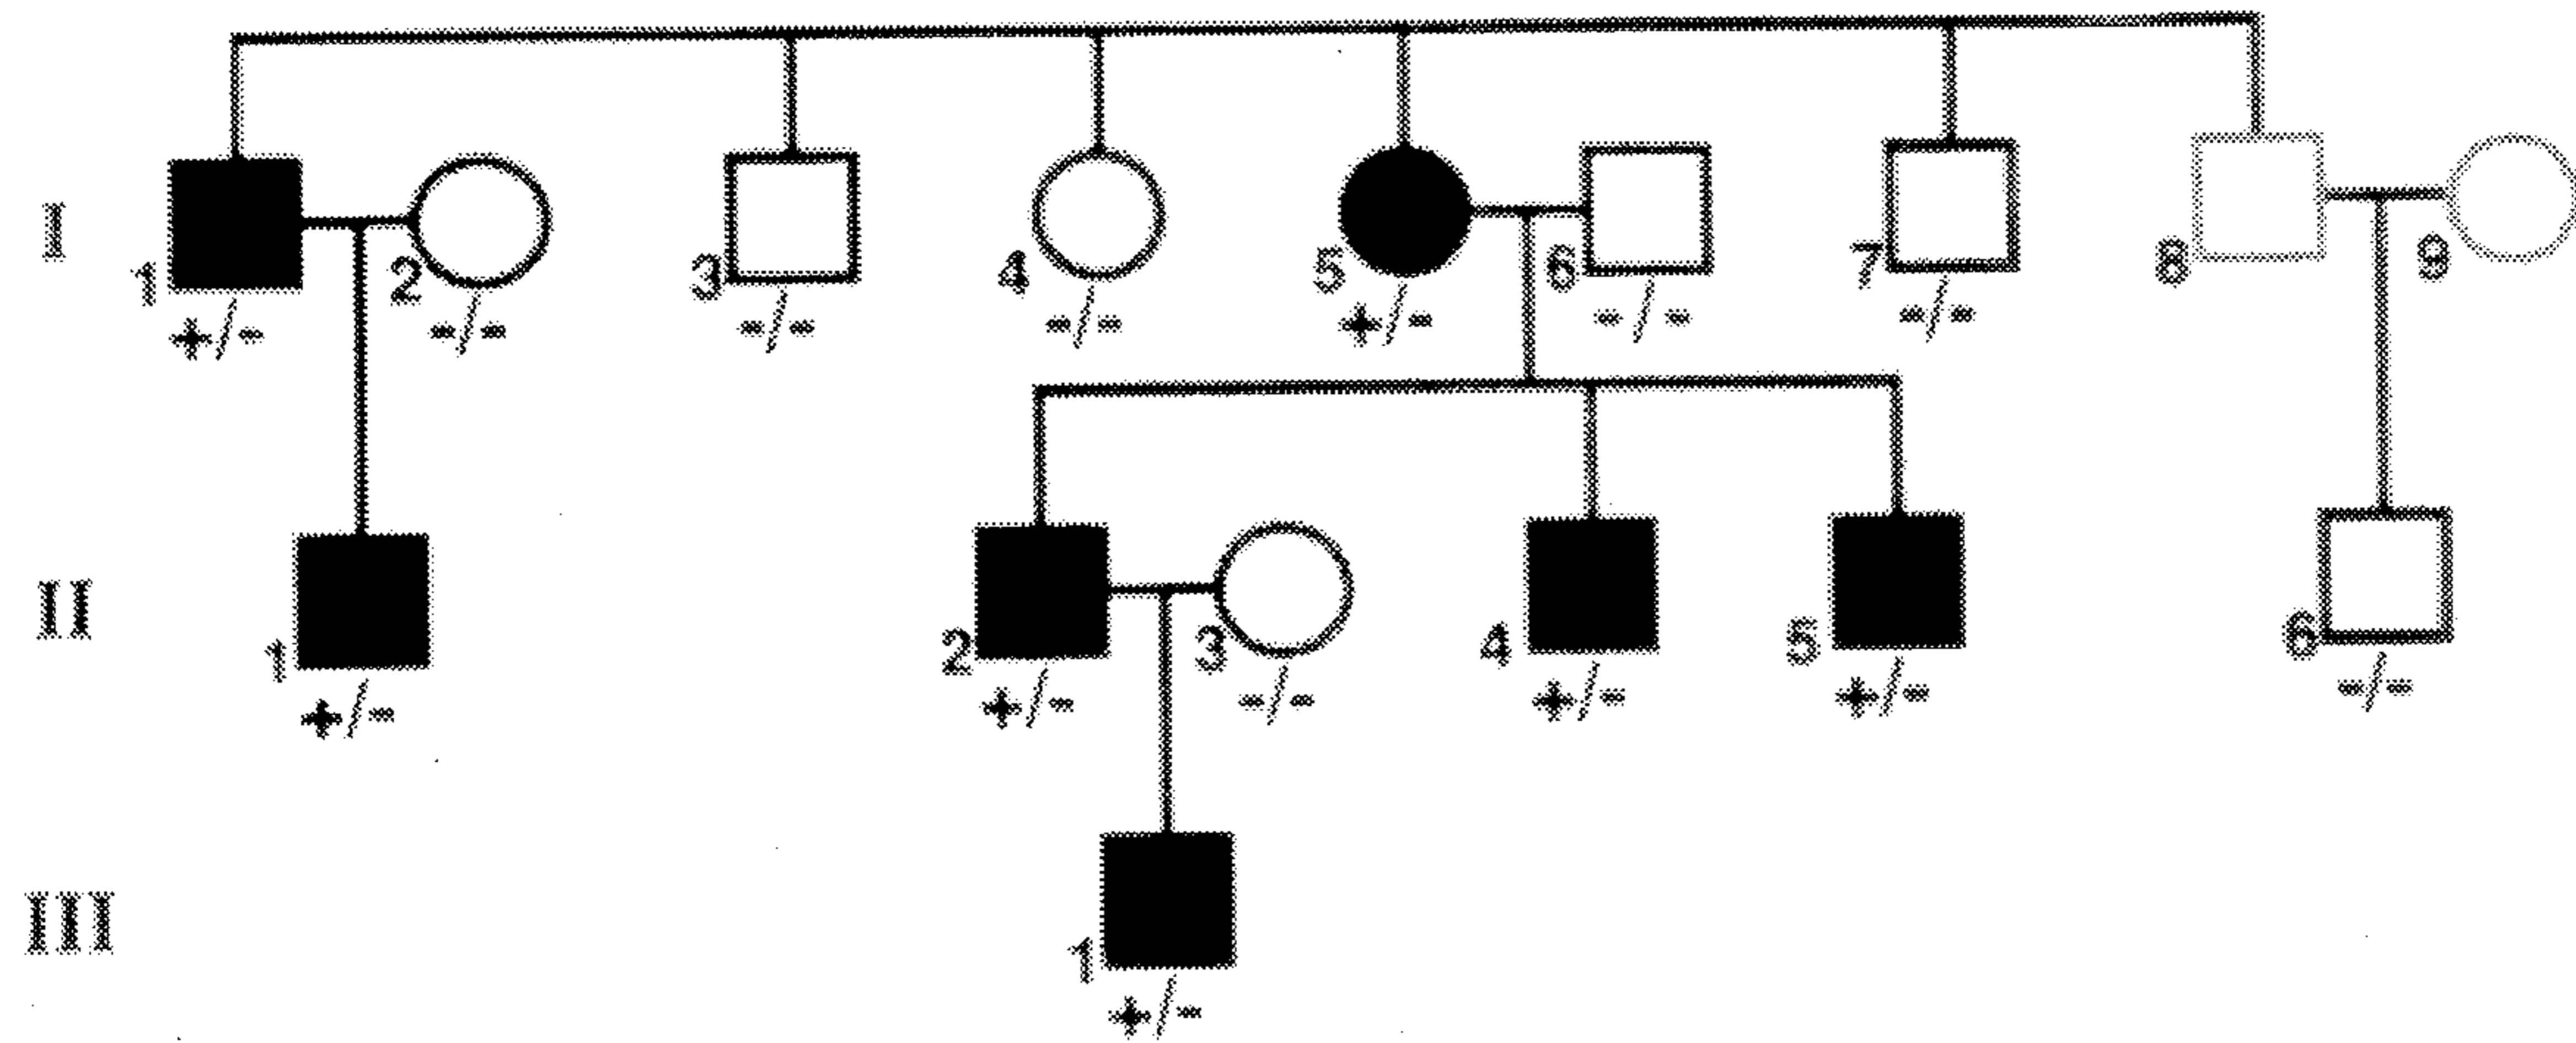 I
1 2 3 4 5 6 7 8 9
+/- -/- -/- -/- +/- -/- -/-
II
1 2 3 4 5 6
+/- +/- -/- +/- +/- -/-
III
1
+/-